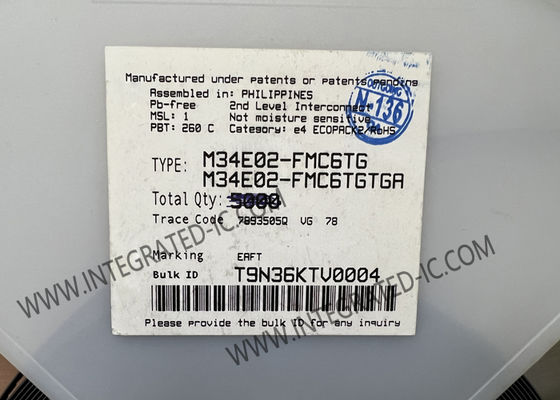 Manufactured under patents or patents pending
Assembled in: PHILIPPINES
Pb-free 2nd Level Interconnect
MSL: 1 Not moisture sensitive
PBT: 260 C Category: e4 ECOPACK2/RoHS
N-136
TYPE: M34E02-FMC6TG
M34E02-FMC6TGTGA
Total Qty: 5000
Trace Code 7893505Q VG 78
Marking EAFT
Bulk ID T9N36KTV0004
Please provide the bulk ID for any inquiry
WWW.INTEGRATED-IC.COM
WWW.INTEGRATED-IC.COM